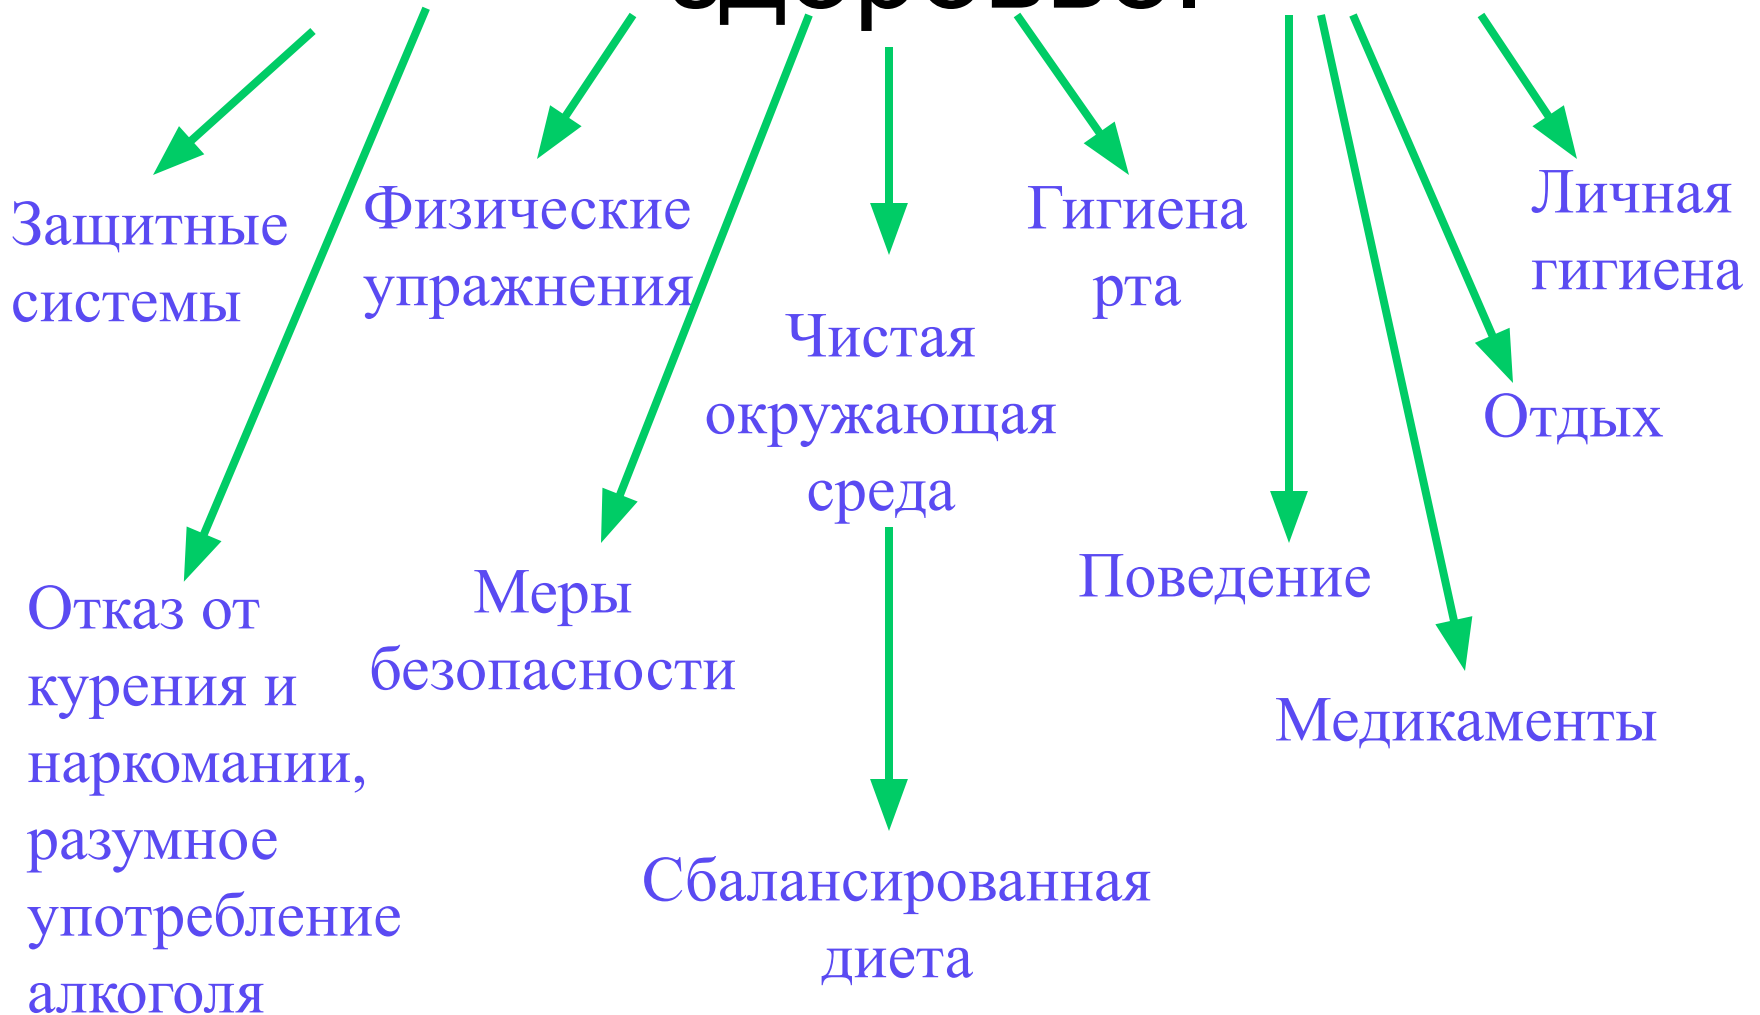 Защитные
системы
Физические
упражнения
Чистая
окружающая
среда
Гигиена
рта
Личная
гигиена
Отдых
Отказ от
курения и
наркомании,
разумное
употребление
алкоголя
Меры
безопасности
Поведение
Медикаменты
Сбалансированная
диета